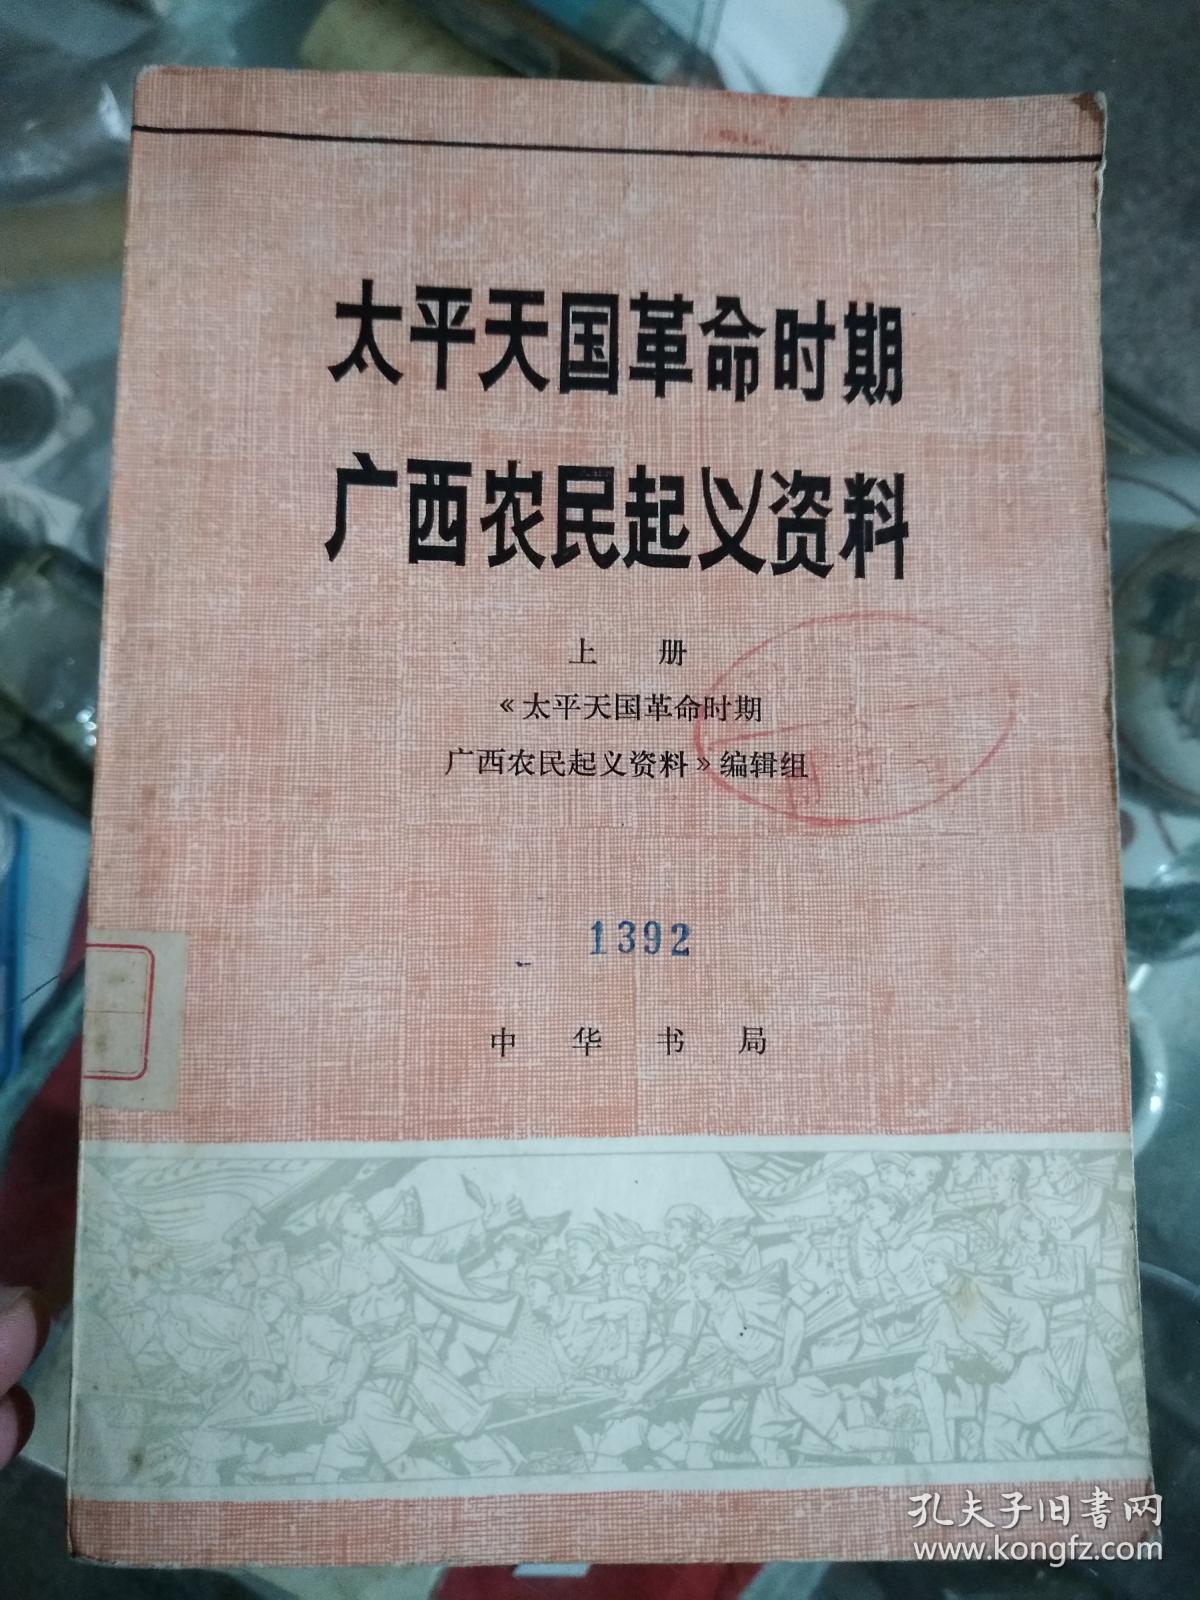 太平天国革命时期
广西农民起义资料
上 册
《太平天国革命时期
广西农民起义资料》编辑组
1392
中华书局
孔夫子旧書网
www.kongfz.com